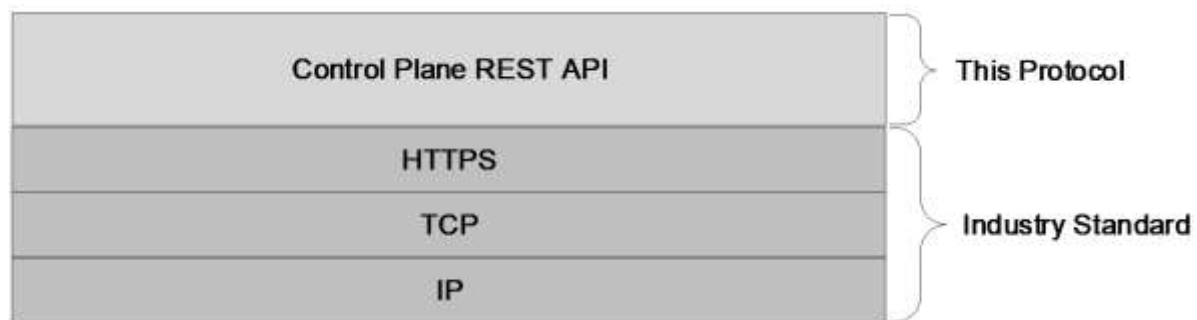 Control Plane REST API
This Protocol
HTTPS
TCP
Industry Standard
IP